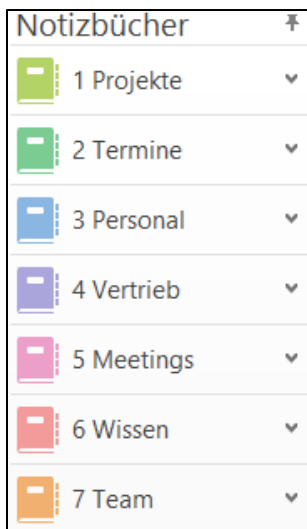 Notizbücher
1 Projekte
2 Termine
3 Personal
4 Vertrieb
5 Meetings
6 Wissen
7 Team